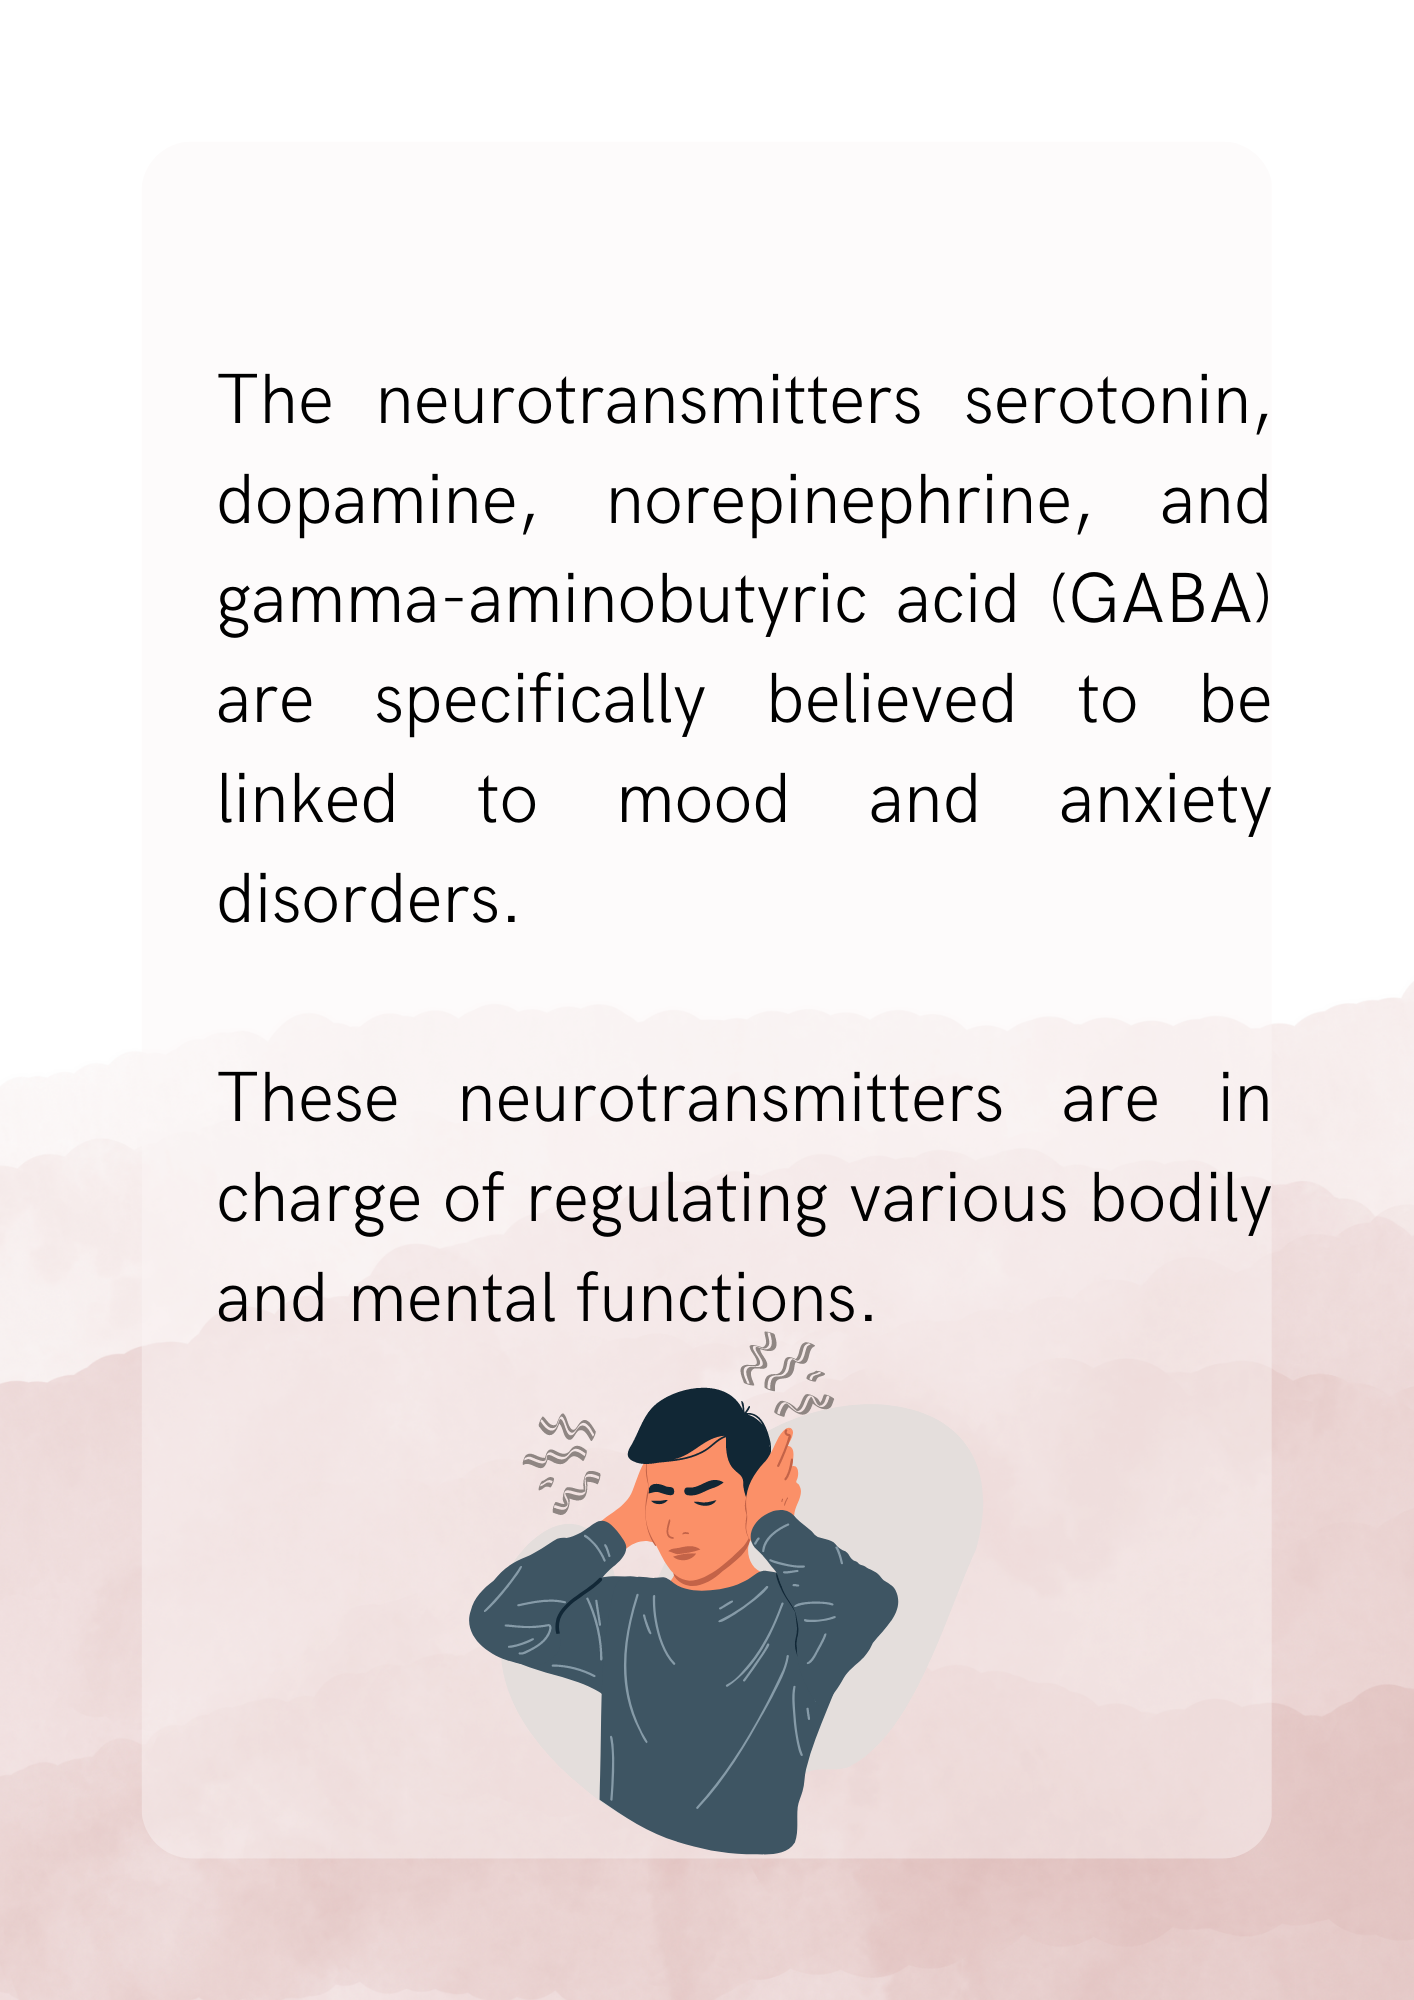 The neurotransmitters serotonin,
dopamine, norepinephrine, and
gamma-aminobutyric acid (GABA)
are specifically believed to be
linked to mood and anxiety
disorders.
These neurotransmitters are in
charge of regulating various bodily
and mental functions.